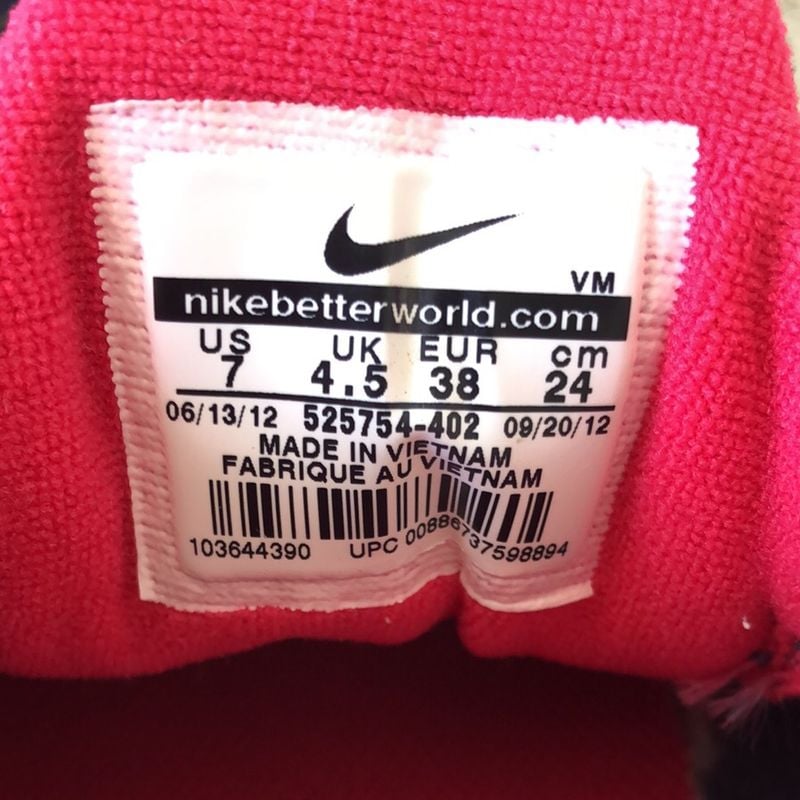 VM
nikebetterworld.com
US UK EUR cm
7 4.5 38 24
06/13/12 525754-402 09/20/12
MADE IN VIETNAM
FABRIQUE AU VIETNAM
103644390 UPC 00886737598894